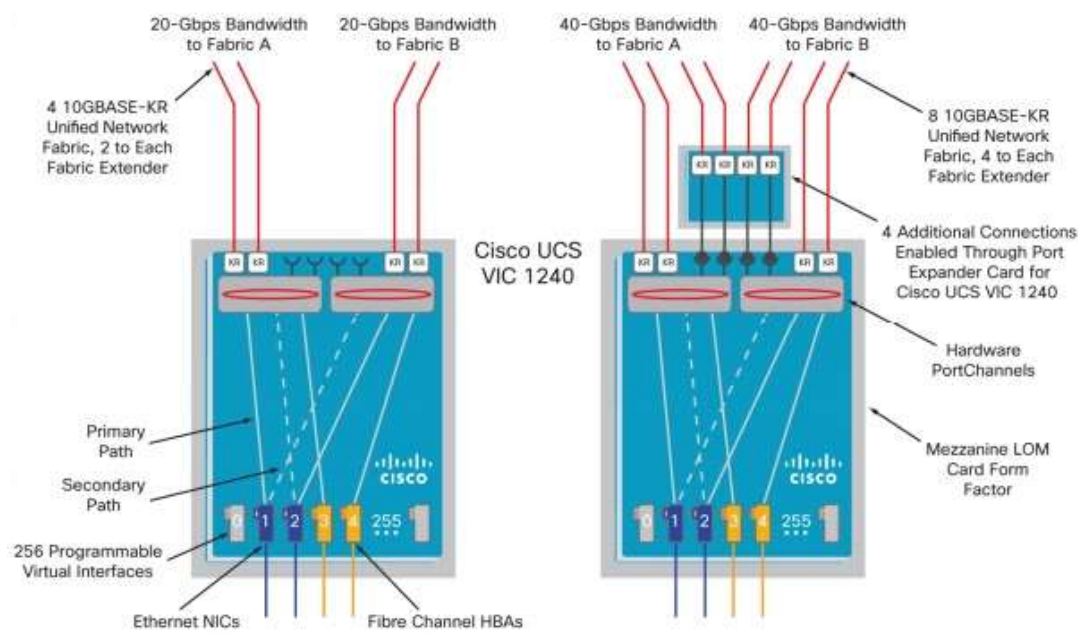 20-Gbps Bandwidth
to Fabric A
20-Gbps Bandwidth
to Fabric B
40-Gbps Bandwidth
to Fabric A
40-Gbps Bandwidth
to Fabric B
4 10GBASE-KR
Unified Network
Fabric, 2 to Each
Fabric Extender
8 10GBASE-KR
Unified Network
Fabric, 4 to Each
Fabric Extender
KR KR KR KR
4 Additional Connections
Enabled Through Port
Expander Card for
Cisco UCS VIC 1240
KR KR KR KR
Cisco UCS
VIC 1240
KR KR KR KR
Hardware
PortChannels
Primary
Path
Secondary
Path
Mezzanine LOM
Card Form
Factor
CISCO
CISCO
0 1 2 3 4 255
0 1 2 3 4 255
256 Programmable
Virtual Interfaces
Ethernet NICs
Fibre Channel HBAs